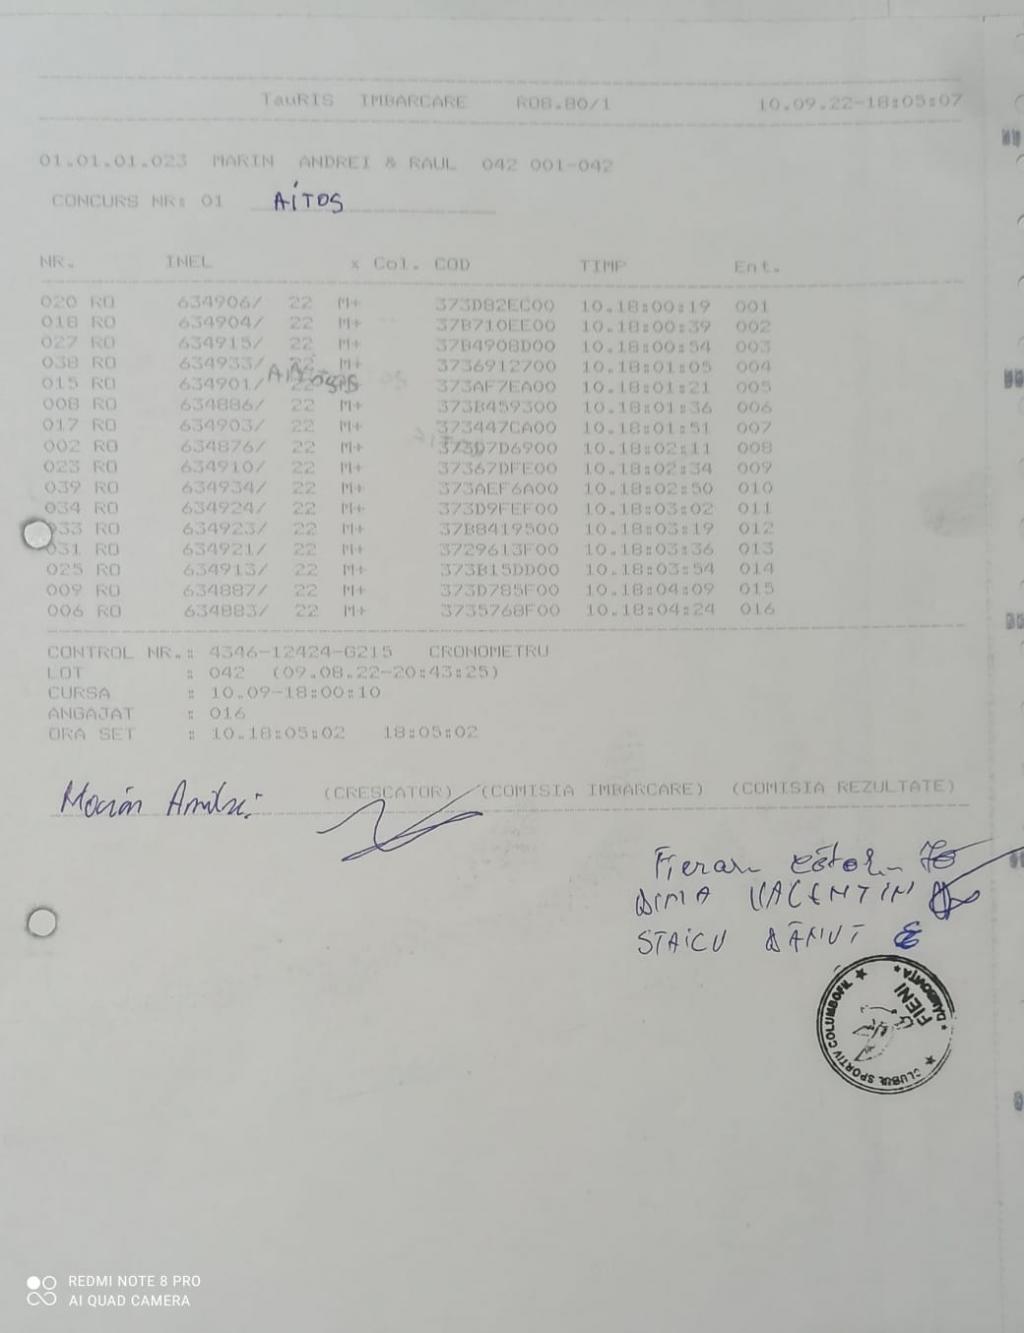 TauRIS IMBARCARE R08.80/1 10.09.22-18:05:07
01.01.01.023 MARIN ANDREI & RAUL 042 001-042
CONCURS NR: 01 AITOS
NR. INEL x Col. COD TIMP Ent.
020 RO 634906/ 22 M+ 373D82EC00 10.18:00:19 001
018 RO 634904/ 22 M+ 37B710EE00 10.18:00:39 002
027 RO 634915/ 22 M+ 37B4908D00 10.18:00:54 003
038 RO 634933/ 22 M+ 3736912700 10.18:01:05 004
015 RO 634901/ 22 M+ 373AF7EA00 10.18:01:21 005
008 RO 634886/ 22 M+ 373B459300 10.18:01:36 006
017 RO 634903/ 22 M+ 373447CA00 10.18:01:51 007
002 RO 634876/ 22 M+ 373D7D6900 10.18:02:11 008
023 RO 634910/ 22 M+ 37367DFE00 10.18:02:34 009
039 RO 634934/ 22 M+ 373AEF6A00 10.18:02:50 010
034 RO 634924/ 22 M+ 373D9FEF00 10.18:03:02 011
033 RO 634923/ 22 M+ 37B8419500 10.18:03:19 012
031 RO 634921/ 22 M+ 3729613F00 10.18:03:36 013
025 RO 634913/ 22 M+ 373B15DD00 10.18:03:54 014
009 RO 634887/ 22 M+ 373D785F00 10.18:04:09 015
006 RO 634883/ 22 M+ 3735768F00 10.18:04:24 016
CONTROL NR.: 4346-12424-G215 CRONOMETRU
LOT : 042 (09.08.22-20:43:25)
CURSA : 10.09-18:00:10
ANGAJAT : 016
ORA SET : 10.18:05:02 18:05:02
(CRESCATOR) (COMISIA IMBARCARE) (COMISIA REZULTATE)
Marin Andrei
DIMA VALENTIN
STAICU DĂNUT
CLUBUL SPORTIV COLUMBOFIL
FIENI
DAMBOVITA
REDMI NOTE 8 PRO
AI QUAD CAMERA